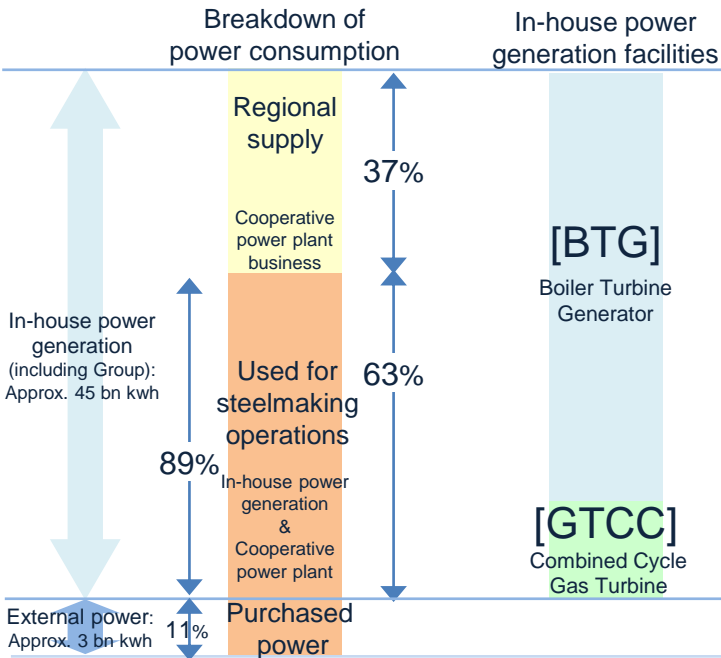 Breakdown of
power consumption
In-house power
generation facilities
Regional
supply
37%
Cooperative
power plant
business
[BTG]
Boiler Turbine
Generator
In-house power
generation
(including Group):
Approx. 45 bn kwh
Used for
steelmaking
operations
63%
89%
In-house power
generation
&
Cooperative
power plant
[GTCC]
Combined Cycle
Gas Turbine
External power:
Approx. 3 bn kwh
11%
Purchased
power